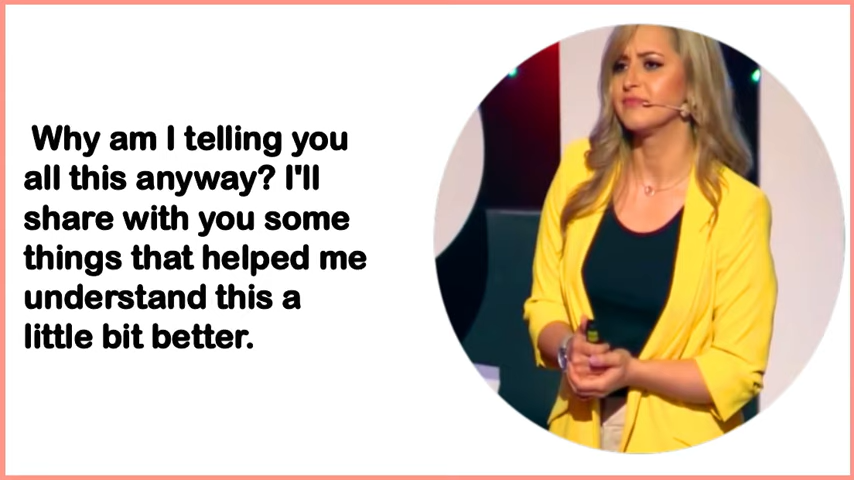 Why am I telling you
all this anyway? I'll
share with you some
things that helped me
understand this a
little bit better.